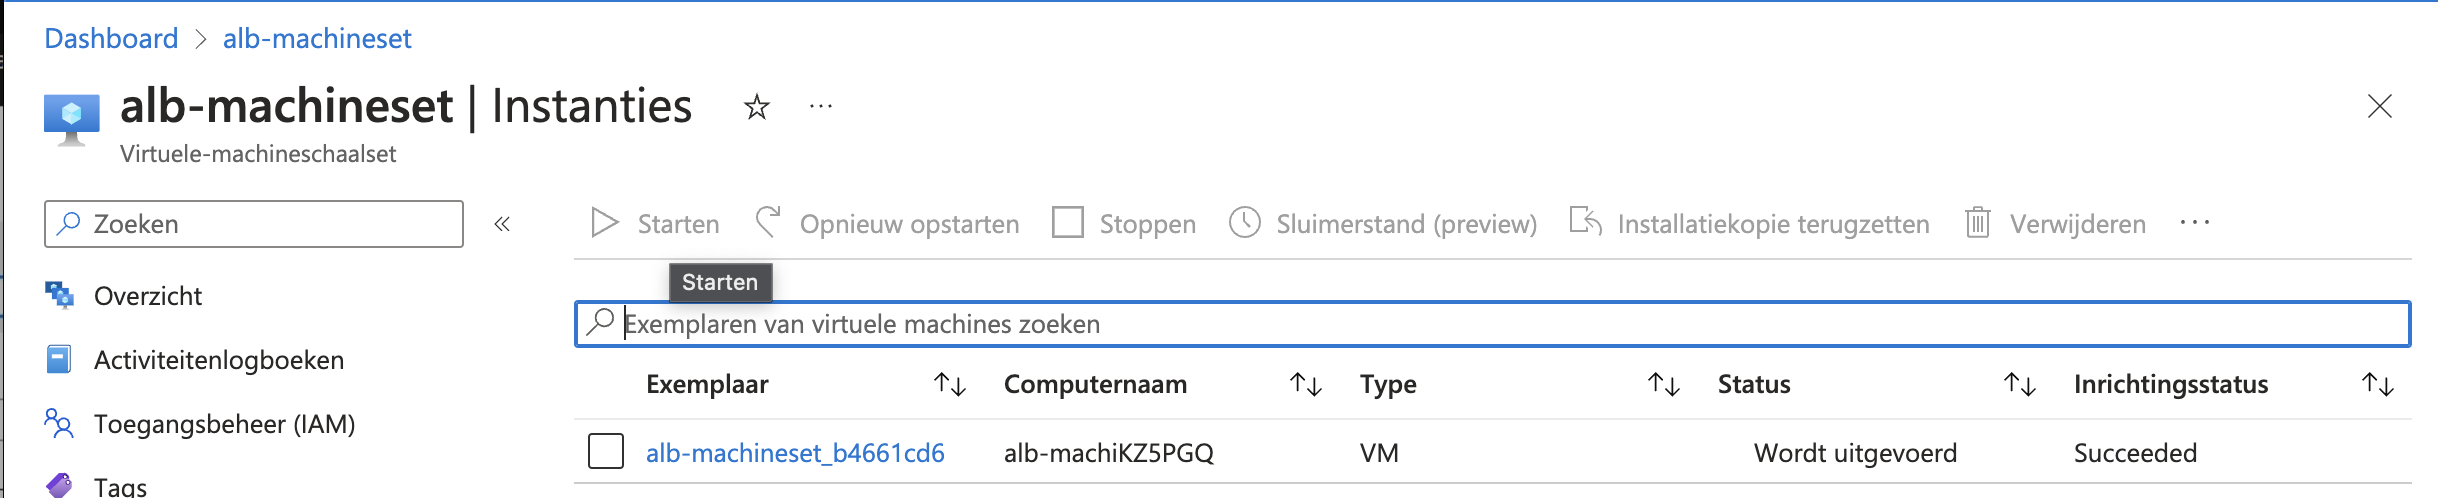 Dashboard > alb-machineset
alb-machineset | Instanties
Virtuele-machineschaalset
Zoeken
Starten Opnieuw opstarten Stoppen Sluimerstand (preview) Installatiekopie terugzetten Verwijderen ...
Starten
Overzicht
Exemplaren van virtuele machines zoeken
Activiteitenlogboeken
Exemplaar Computernaam Type Status Inrichtingsstatus
Toegangsbeheer (IAM)
alb-machineset_b4661cd6 alb-machiKZ5PGQ VM Wordt uitgevoerd Succeeded
Tags